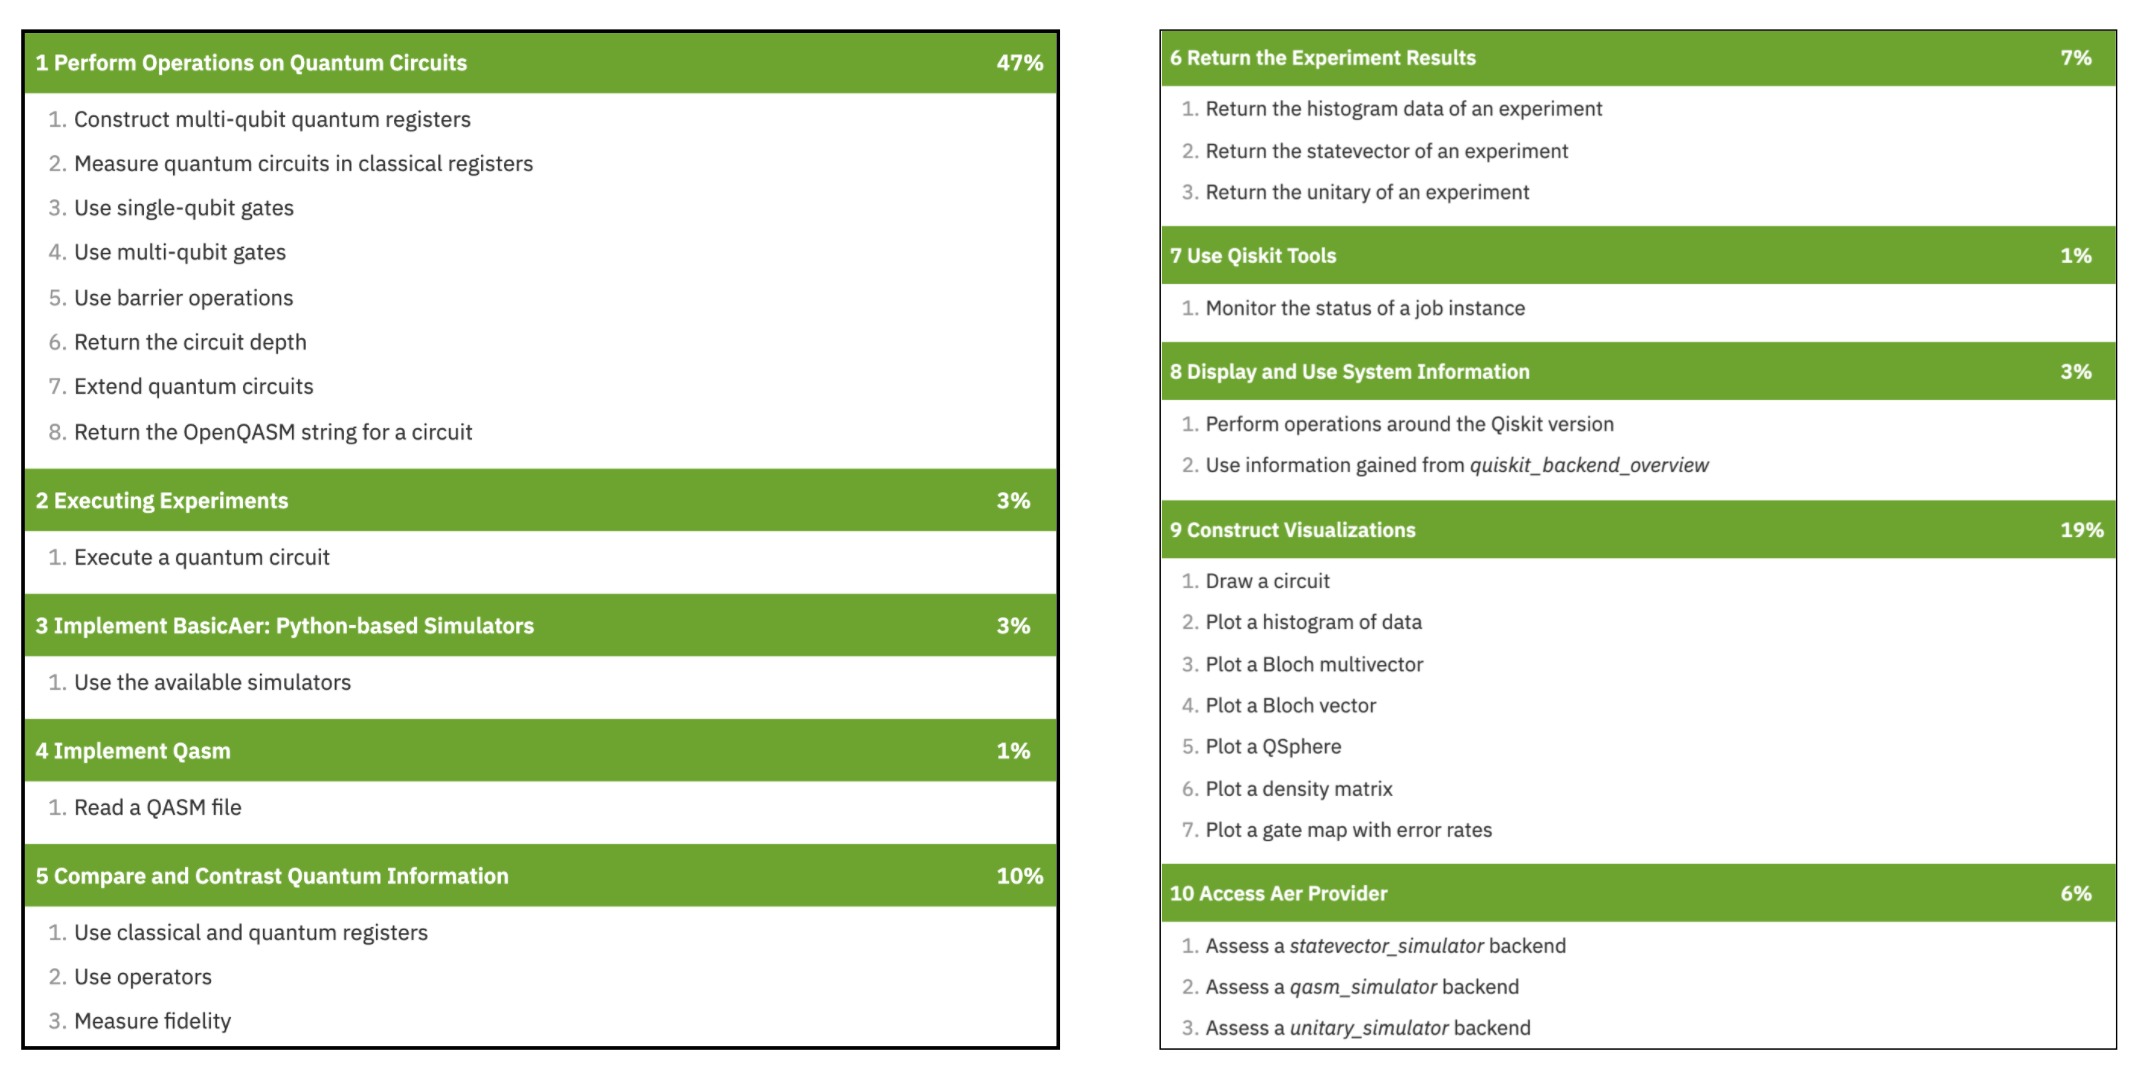 1 Perform Operations on Quantum Circuits 47%
1. Construct multi-qubit quantum registers
2. Measure quantum circuits in classical registers
3. Use single-qubit gates
4. Use multi-qubit gates
5. Use barrier operations
6. Return the circuit depth
7. Extend quantum circuits
8. Return the OpenQASM string for a circuit
2 Executing Experiments 3%
1. Execute a quantum circuit
3 Implement BasicAer: Python-based Simulators 3%
1. Use the available simulators
4 Implement Qasm 1%
1. Read a QASM file
5 Compare and Contrast Quantum Information 10%
1. Use classical and quantum registers
2. Use operators
3. Measure fidelity
6 Return the Experiment Results 7%
1. Return the histogram data of an experiment
2. Return the statevector of an experiment
3. Return the unitary of an experiment
7 Use Qiskit Tools 1%
1. Monitor the status of a job instance
8 Display and Use System Information 3%
1. Perform operations around the Qiskit version
2. Use information gained from quiskit_backend_overview
9 Construct Visualizations 19%
1. Draw a circuit
2. Plot a histogram of data
3. Plot a Bloch multivector
4. Plot a Bloch vector
5. Plot a QSphere
6. Plot a density matrix
7. Plot a gate map with error rates
10 Access Aer Provider 6%
1. Assess a statevector_simulator backend
2. Assess a qasm_simulator backend
3. Assess a unitary_simulator backend